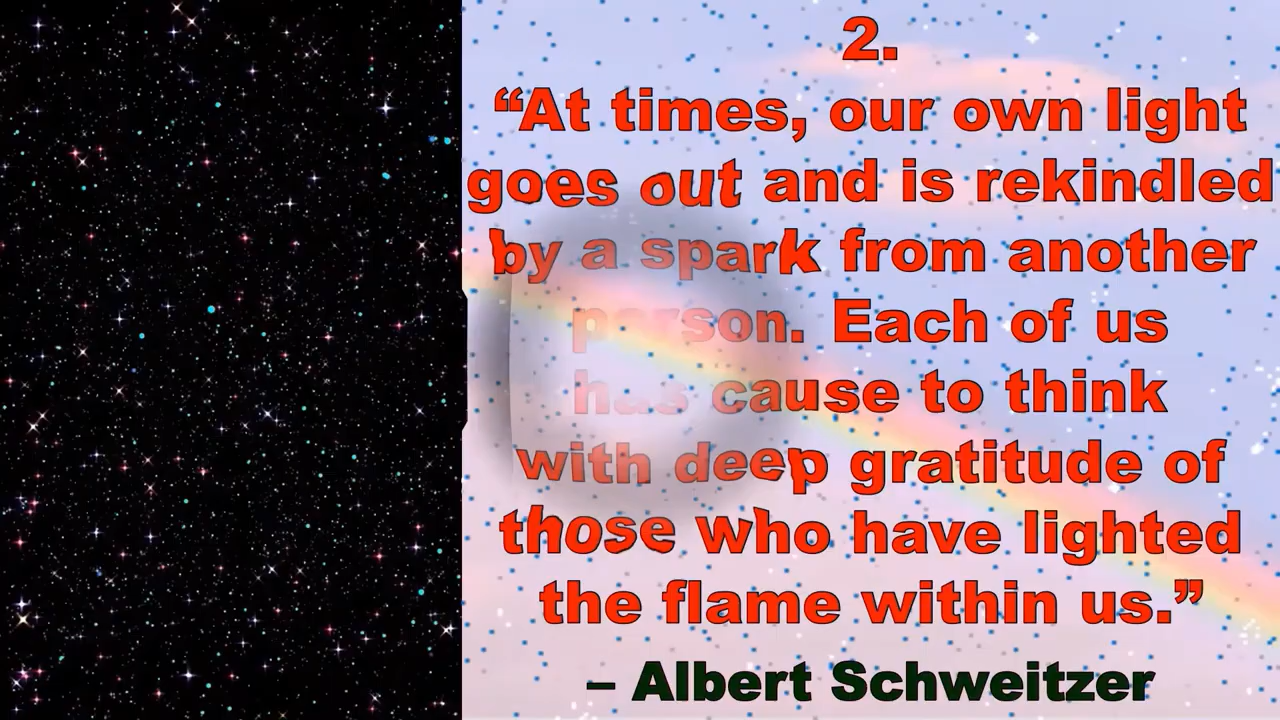 2.
“At times, our own light
goes out and is rekindled
by a spark from another
person. Each of us
has cause to think
with deep gratitude of
those who have lighted
the flame within us.”
– Albert Schweitzer